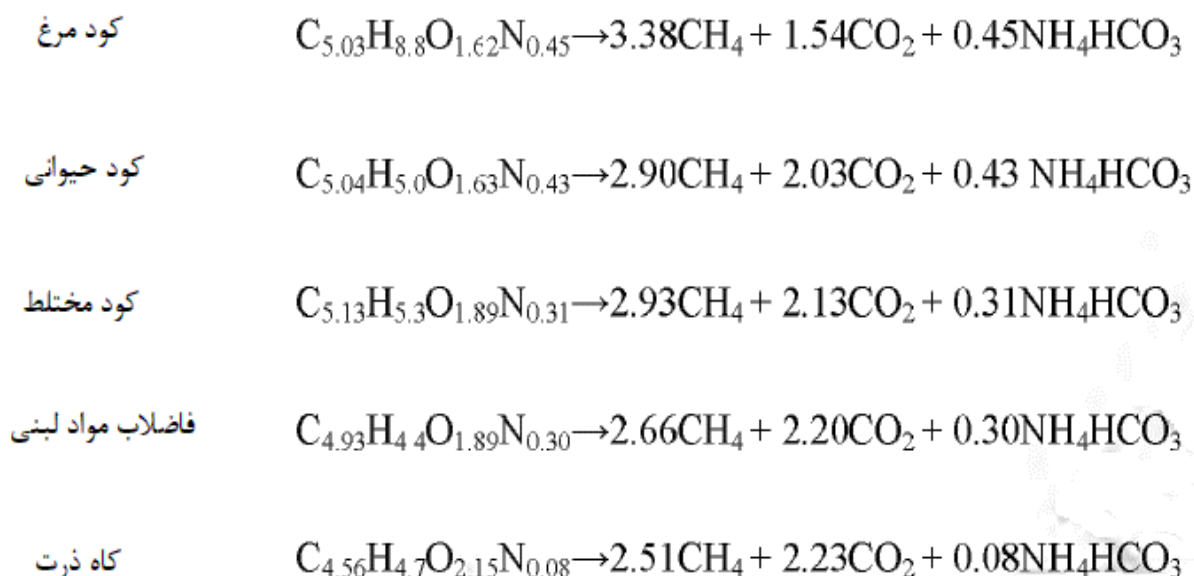 کود مرغ C₅.₀₃H₈.₈O₁.₆₂N₀.₄₅→3.38CH₄ + 1.54CO₂ + 0.45NH₄HCO₃
کود حیوانی C₅.₀₄H₅.₀O₁.₆₃N₀.₄₃→2.90CH₄ + 2.03CO₂ + 0.43 NH₄HCO₃
کود مختلط C₅.₁₃H₅.₃O₁.₈₉N₀.₃₁→2.93CH₄ + 2.13CO₂ + 0.31NH₄HCO₃
فاضلاب مواد لبنی C₄.₉₃H₄.₄O₁.₈₉N₀.₃₀→2.66CH₄ + 2.20CO₂ + 0.30NH₄HCO₃
کاه ذرت C₄.₅₆H₄.₇O₂.₁₅N₀.₀₈→2.51CH₄ + 2.23CO₂ + 0.08NH₄HCO₃